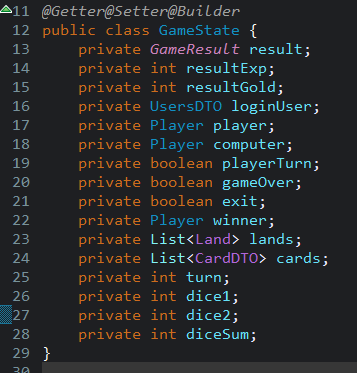 11 @Getter@Setter@Builder
12 public class GameState {
13 private GameResult result;
14 private int resultExp;
15 private int resultGold;
16 private UsersDTO loginUser;
17 private Player player;
18 private Player computer;
19 private boolean playerTurn;
20 private boolean gameOver;
21 private boolean exit;
22 private Player winner;
23 private List<Land> lands;
24 private List<CardDTO> cards;
25 private int turn;
26 private int dice1;
27 private int dice2;
28 private int diceSum;
29 }
30